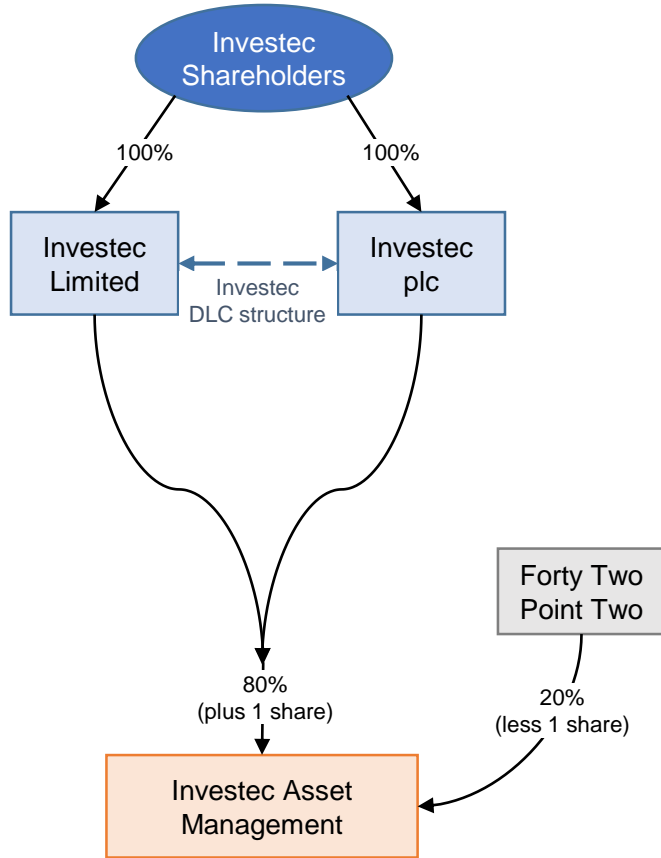 Investec
Shareholders
100%
100%
Investec
Limited
Investec
plc
Investec
DLC structure
Forty Two
Point Two
80%
(plus 1 share)
20%
(less 1 share)
Investec Asset
Management